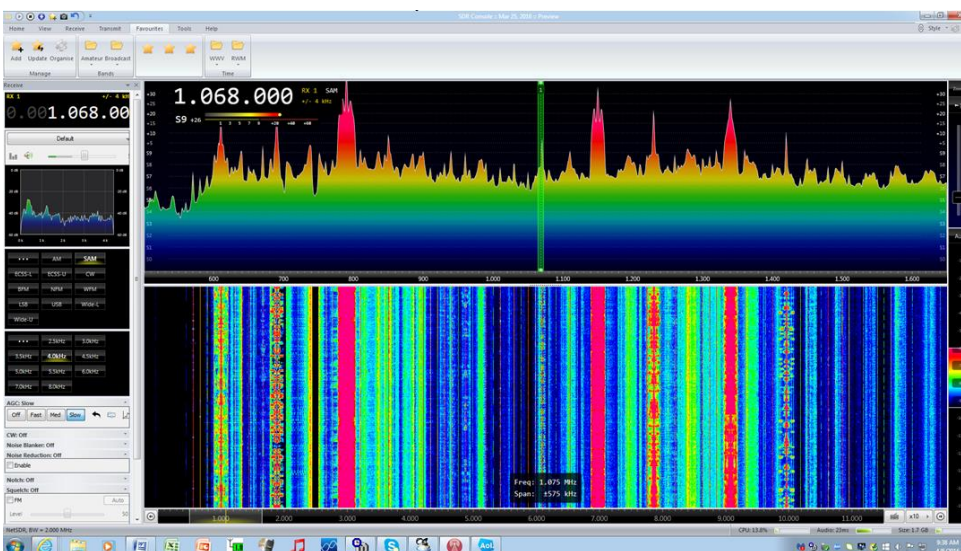 SDR Console
Home View Receive Transmit Favourites Tools Help Style
Add Update Organise Amateur Broadcast WWV RWM
Manage Bands Time
Receive
RX 1 +/- 4 kHz
0.001.068.00
Default
AM SAM
ECSS-L ECSS-U CW
BPM NFM WFM
LSB USB Wide-L
Wide-U
2.5kHz 3.0kHz
3.5kHz 4.0kHz 4.5kHz
5.0kHz 5.5kHz 6.0kHz
7.0kHz 8.0kHz
AGC: Slow
Off Fast Med Slow
CW: Off
Noise Blanker: Off
Noise Reduction: Off
Enable
Notch: Off
Squelch: Off
FM Auto
Level 50
1.068.000 RX 1 SAM
+/- 4 kHz
S9 +26
600 700 800 900 1.000 1.100 1.200 1.300 1.400 1.500 1.600
Freq: 1.075 MHz
Span: ±575 kHz
1.000 2.000 3.000 4.000 5.000 6.000 7.000 8.000 9.000 10.000 11.000 x10
NetSDR, BW = 2.000 MHz CPU: 13.8% Audio: 23ms Size: 1.7 GB
Aol.
9:38 AM